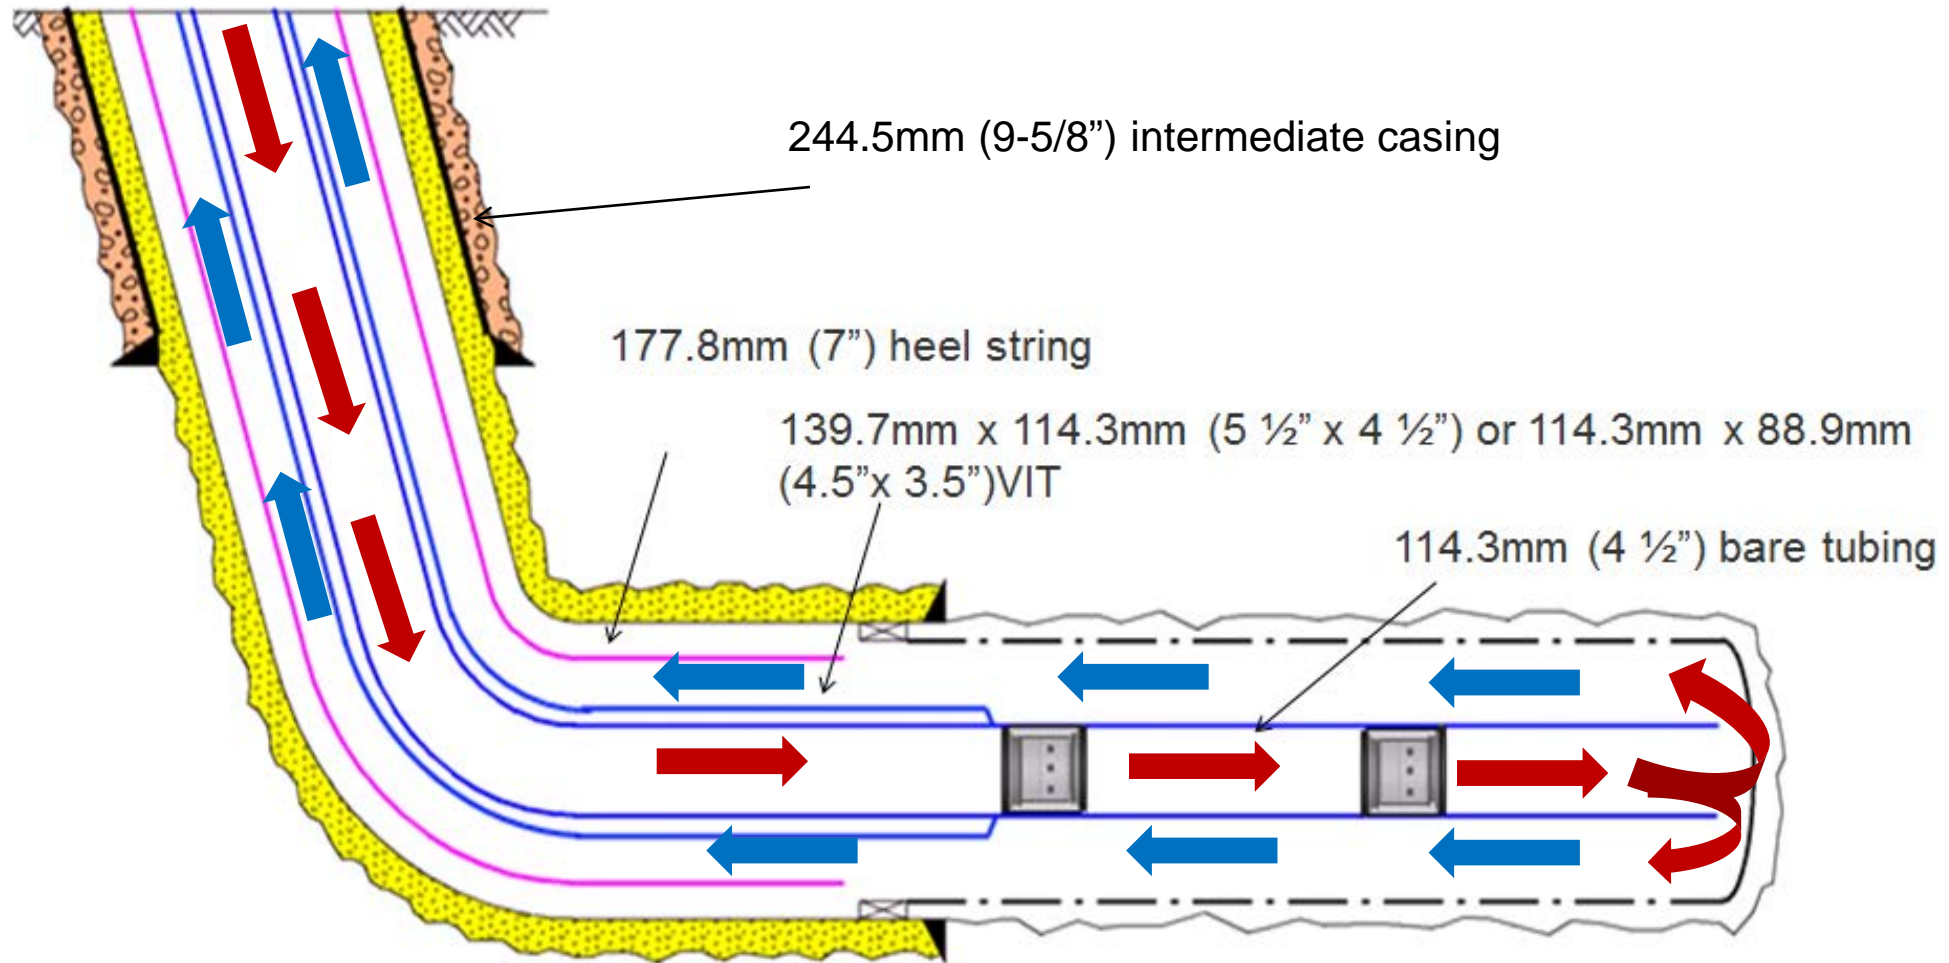 244.5mm (9-5/8”) intermediate casing
177.8mm (7”) heel string
139.7mm x 114.3mm (5 ½” x 4 ½”) or 114.3mm x 88.9mm
(4.5”x 3.5”)VIT
114.3mm (4 ½”) bare tubing